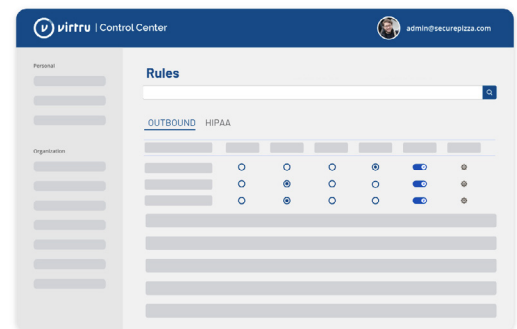 virtru | Control Center
admin@securepizza.com
Personal
Rules
OUTBOUND HIPAA
Organization